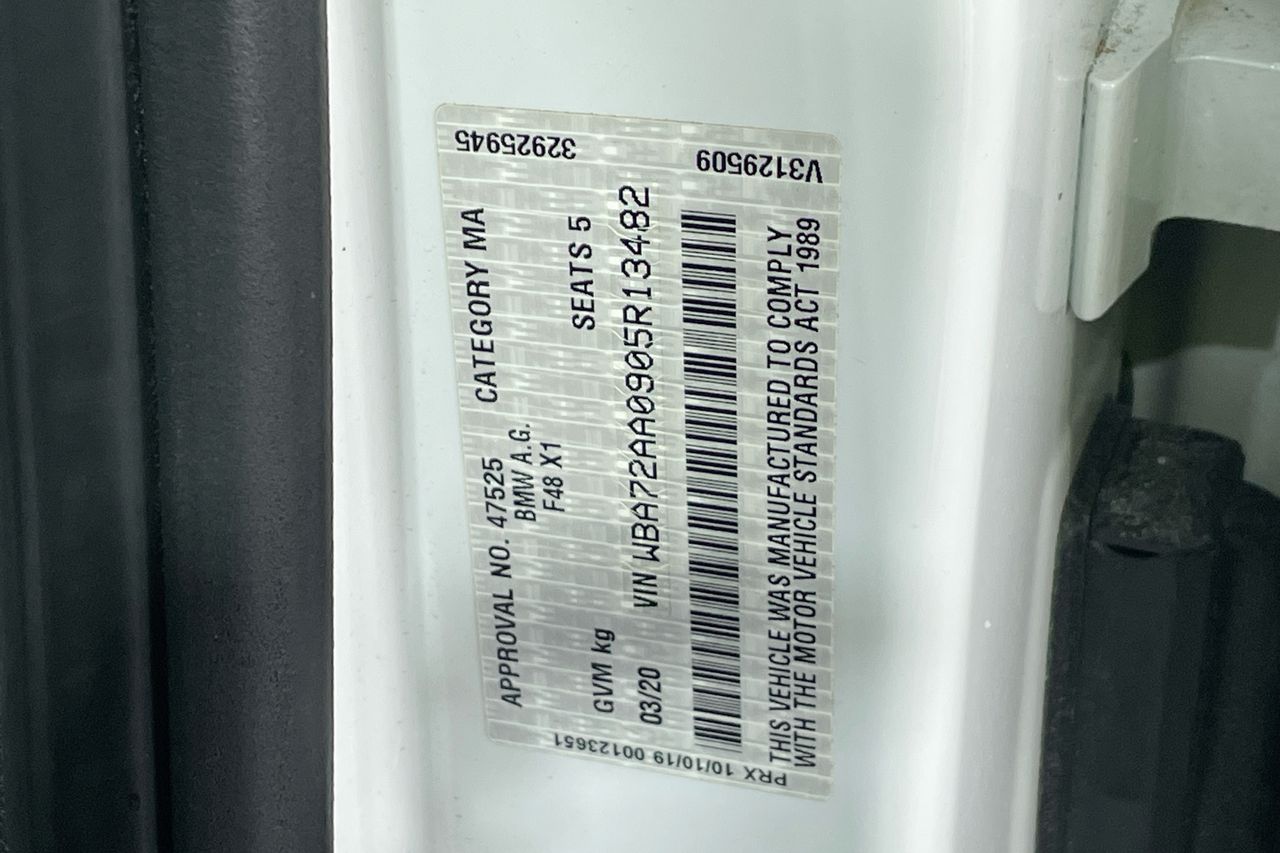 APPROVAL NO. 47525 CATEGORY MA
BMW A.G.
F48 X1
GVM kg SEATS 5
03/20 VIN WBA72AA0905R13482
THIS VEHICLE WAS MANUFACTURED TO COMPLY
WITH THE MOTOR VEHICLE STANDARDS ACT 1989
32925945
V3129509
PRX 10/10/19 00123651